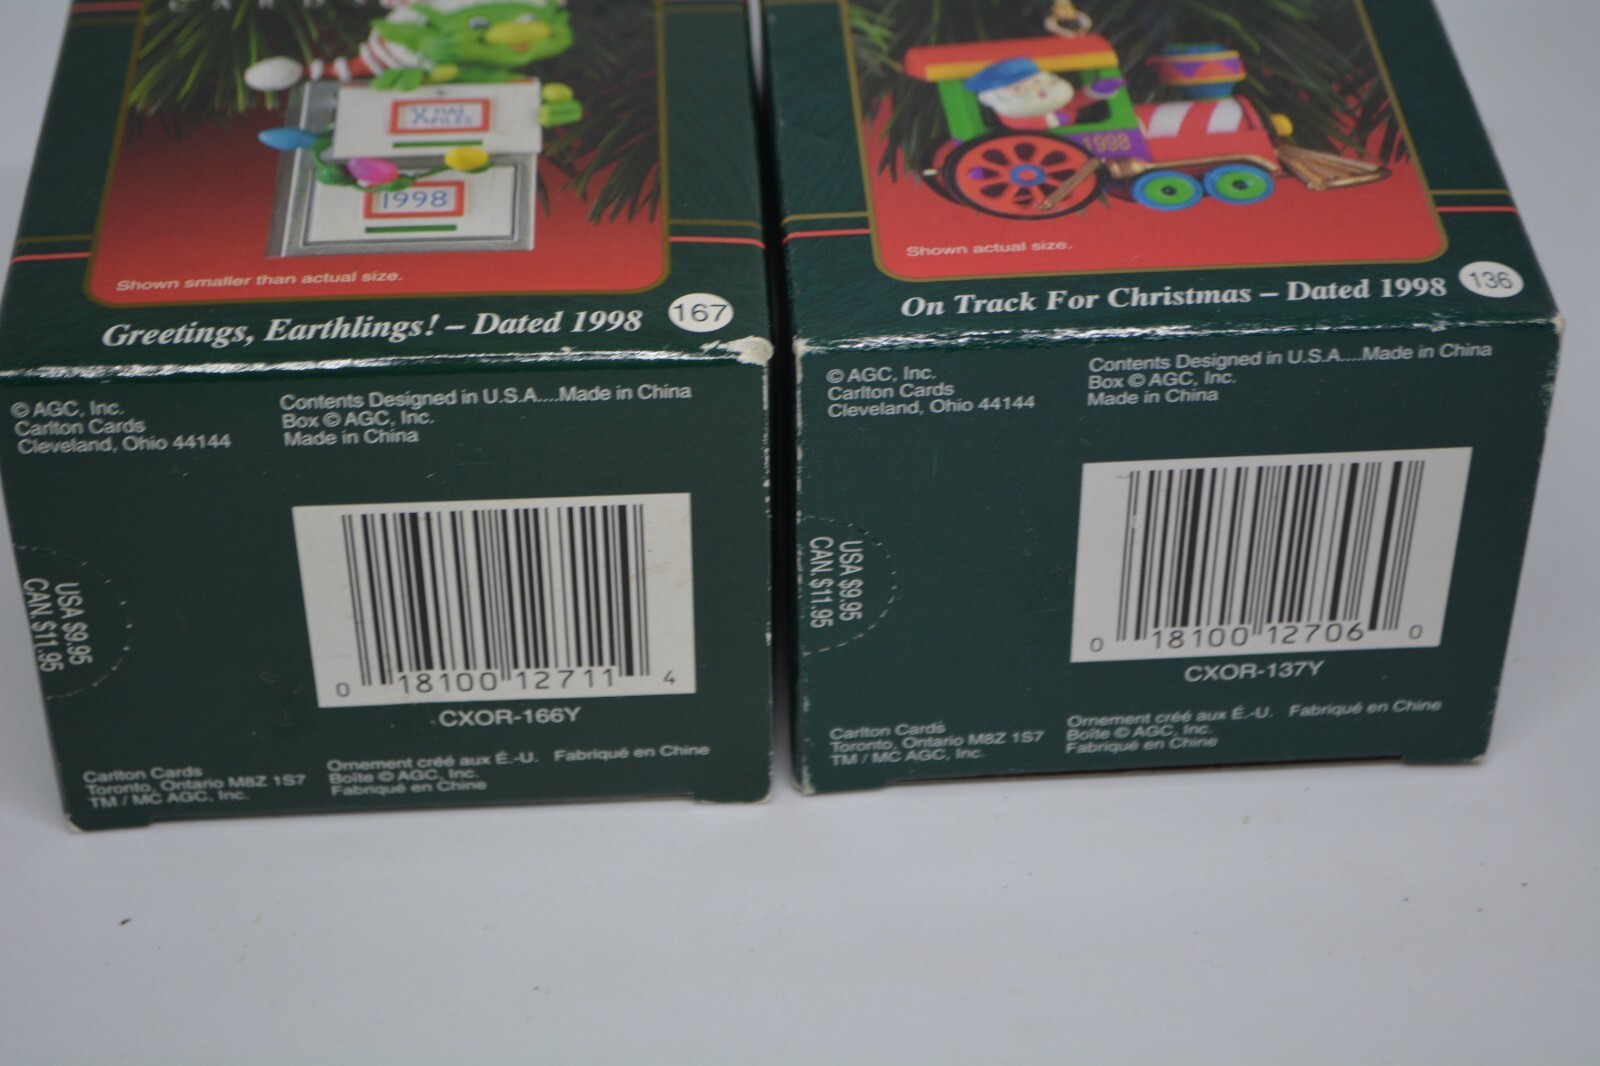 CARDS
X-MAS
X-FILES
1998
Shown smaller than actual size.
Greetings, Earthlings! – Dated 1998
167
© AGC, Inc.
Carlton Cards
Cleveland, Ohio 44144
Contents Designed in U.S.A....Made in China
Box © AGC, Inc.
Made in China
USA $9.95
CAN. $11.95
0 18100 12711 4
CXOR-166Y
Carlton Cards
Toronto, Ontario M8Z 1S7
TM / MC AGC, Inc.
Ornement créé aux É.-U. Fabriqué en Chine
Boîte © AGC, Inc.
Fabriqué en Chine
1998
Shown actual size.
On Track For Christmas – Dated 1998
136
© AGC, Inc.
Carlton Cards
Cleveland, Ohio 44144
Contents Designed in U.S.A....Made in China
Box © AGC, Inc.
Made in China
USA $9.95
CAN. $11.95
0 18100 12706 0
CXOR-137Y
Carlton Cards
Toronto, Ontario M8Z 1S7
TM / MC AGC, Inc.
Ornement créé aux É.-U. Fabriqué en Chine
Boîte © AGC, Inc.
Fabriqué en Chine